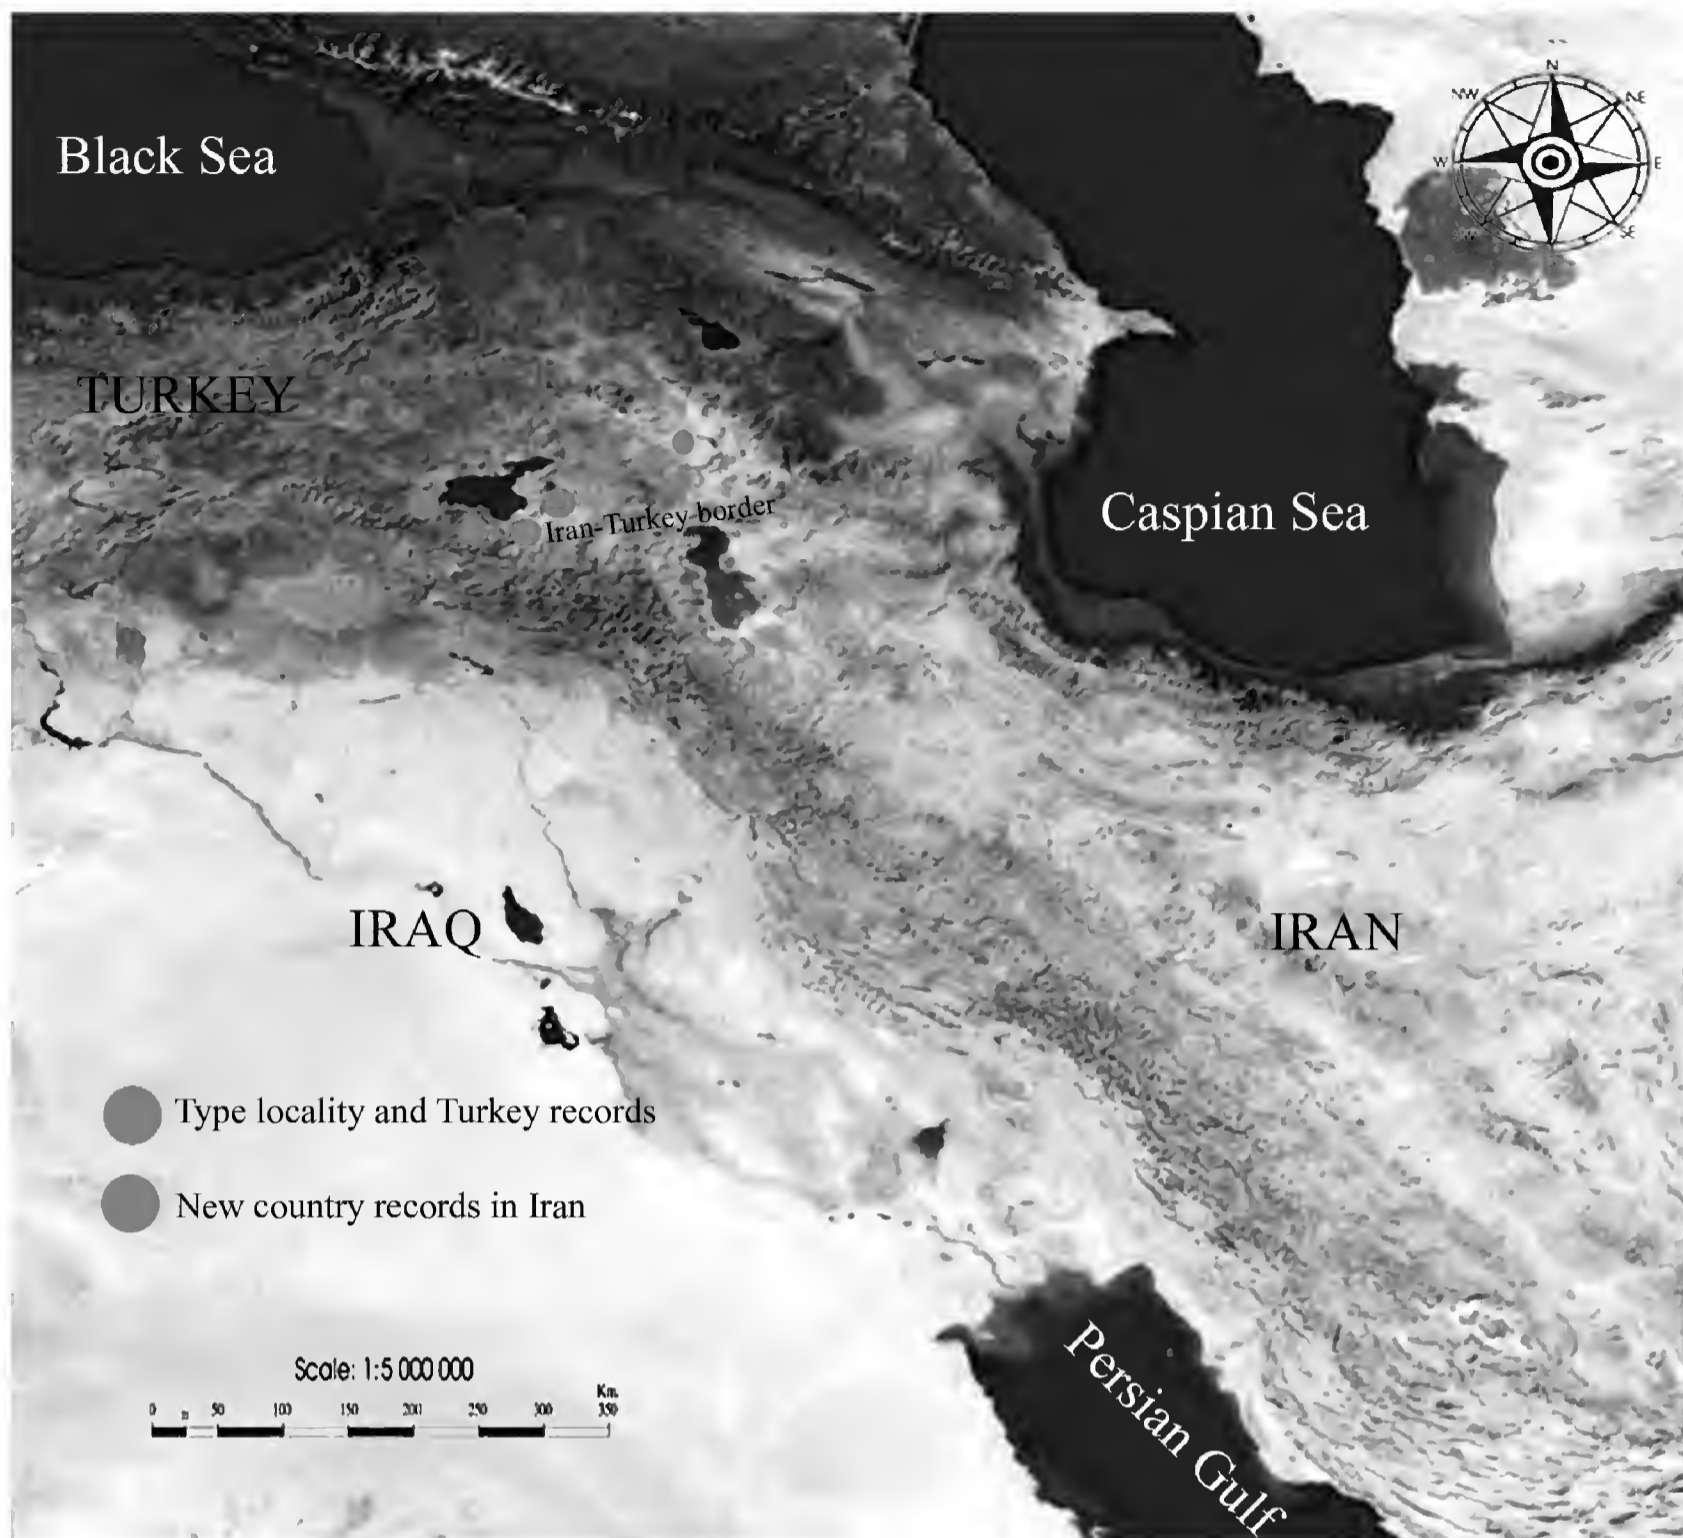 Black Sea
N
NW
NE
W
E
SE
TURKEY
Caspian Sea
Iran-Turkey border
IRAQ
IRAN
Type locality and Turkey records
New country records in Iran
Persian Gulf
Scale: 1:5 000 000
Km.
0 50 100 150 200 250 300 350